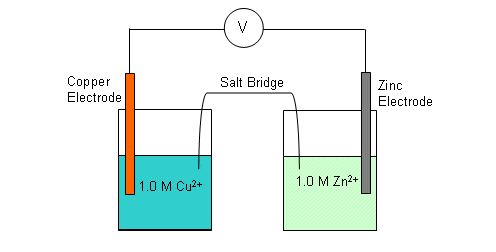 V
Copper
Electrode
Salt Bridge
Zinc
Electrode
1.0 M Cu²⁺
1.0 M Zn²⁺